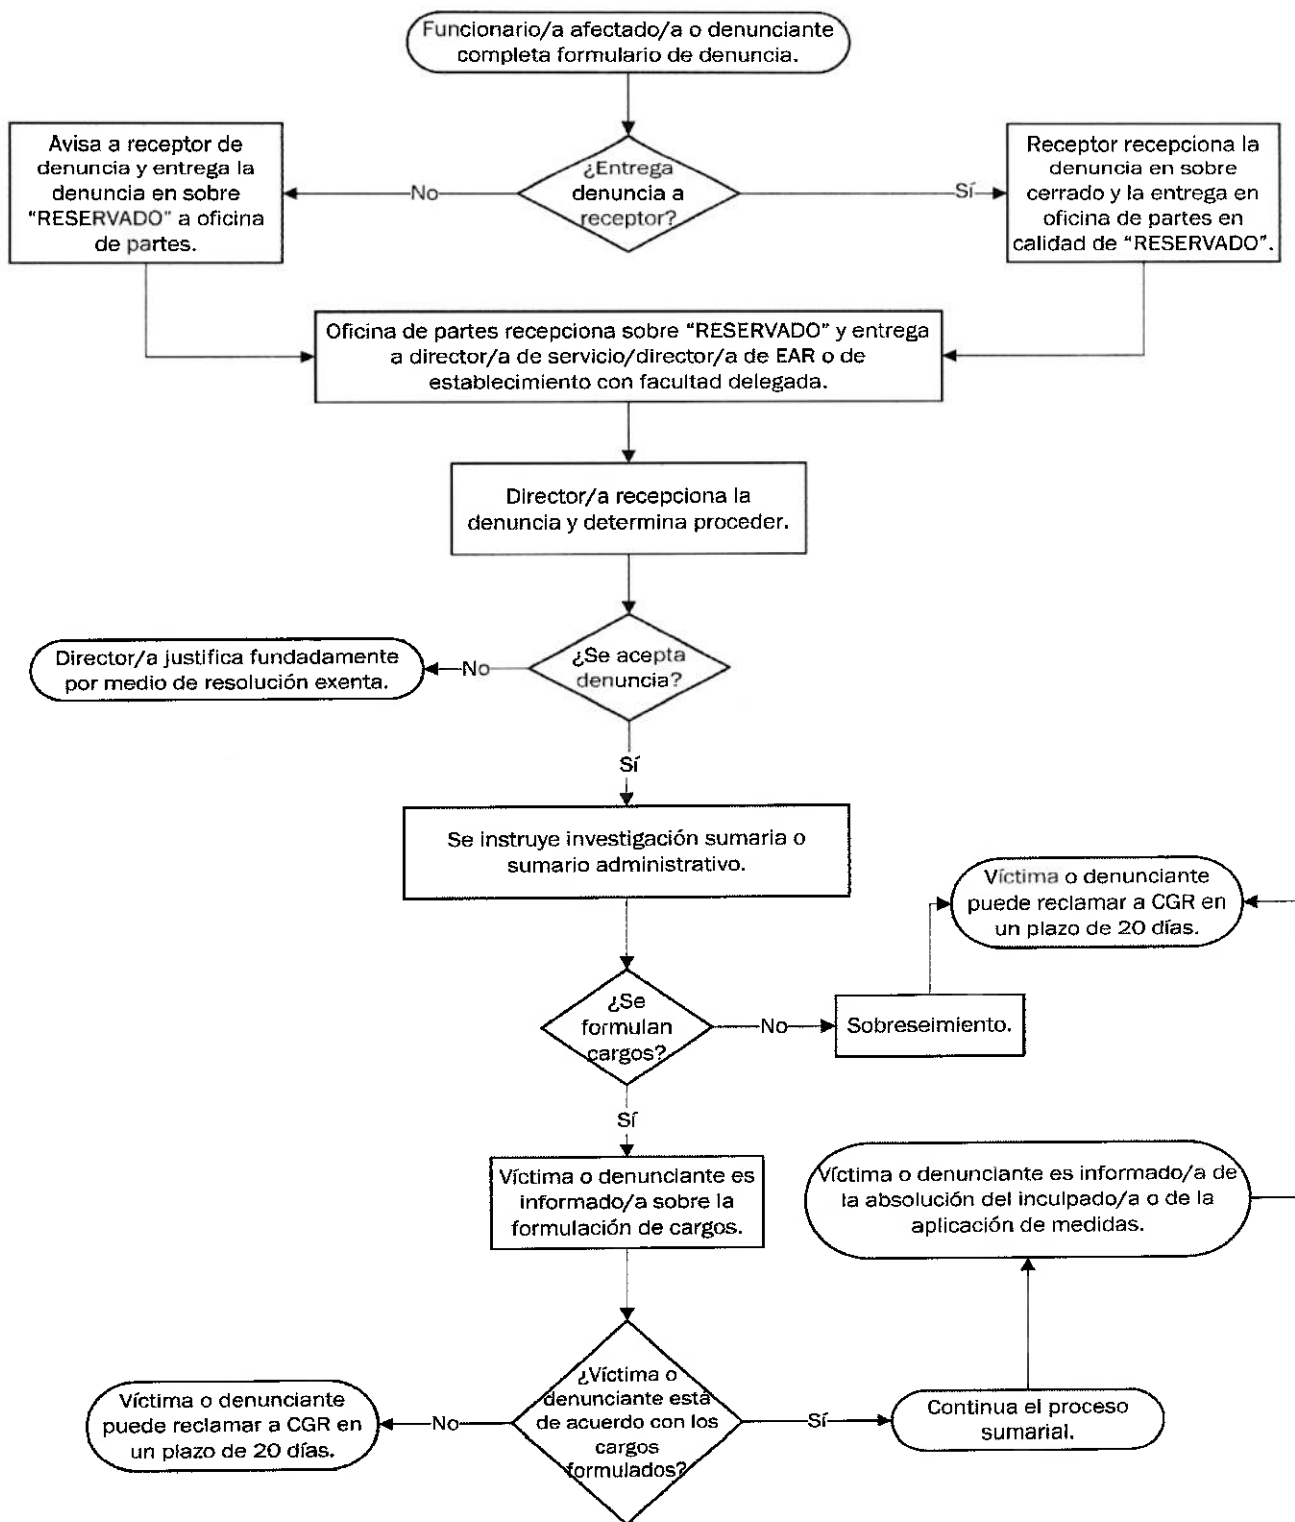 Funcionario/a afectado/a o denunciante
completa formulario de denuncia.
Avisa a receptor de
denuncia y entrega la
denuncia en sobre
“RESERVADO” a oficina
de partes.
No
¿Entrega
denuncia a
receptor?
Sí
Receptor recepciona la
denuncia en sobre
cerrado y la entrega en
oficina de partes en
calidad de “RESERVADO”.
Oficina de partes recepciona sobre “RESERVADO” y entrega
a director/a de servicio/director/a de EAR o de
establecimiento con facultad delegada.
Director/a recepciona la
denuncia y determina proceder.
Director/a justifica fundadamente
por medio de resolución exenta.
No
¿Se acepta
denuncia?
Sí
Se instruye investigación sumaria o
sumario administrativo.
Víctima o denunciante
puede reclamar a CGR en
un plazo de 20 días.
¿Se
formulan
cargos?
No
Sobreseimiento.
Sí
Víctima o denunciante es
informado/a sobre la
formulación de cargos.
Víctima o denunciante es informado/a de
la absolución del inculpado/a o de la
aplicación de medidas.
Víctima o denunciante
puede reclamar a CGR en
un plazo de 20 días.
No
¿Víctima o
denunciante está
de acuerdo con los
cargos
formulados?
Sí
Continua el proceso
sumarial.